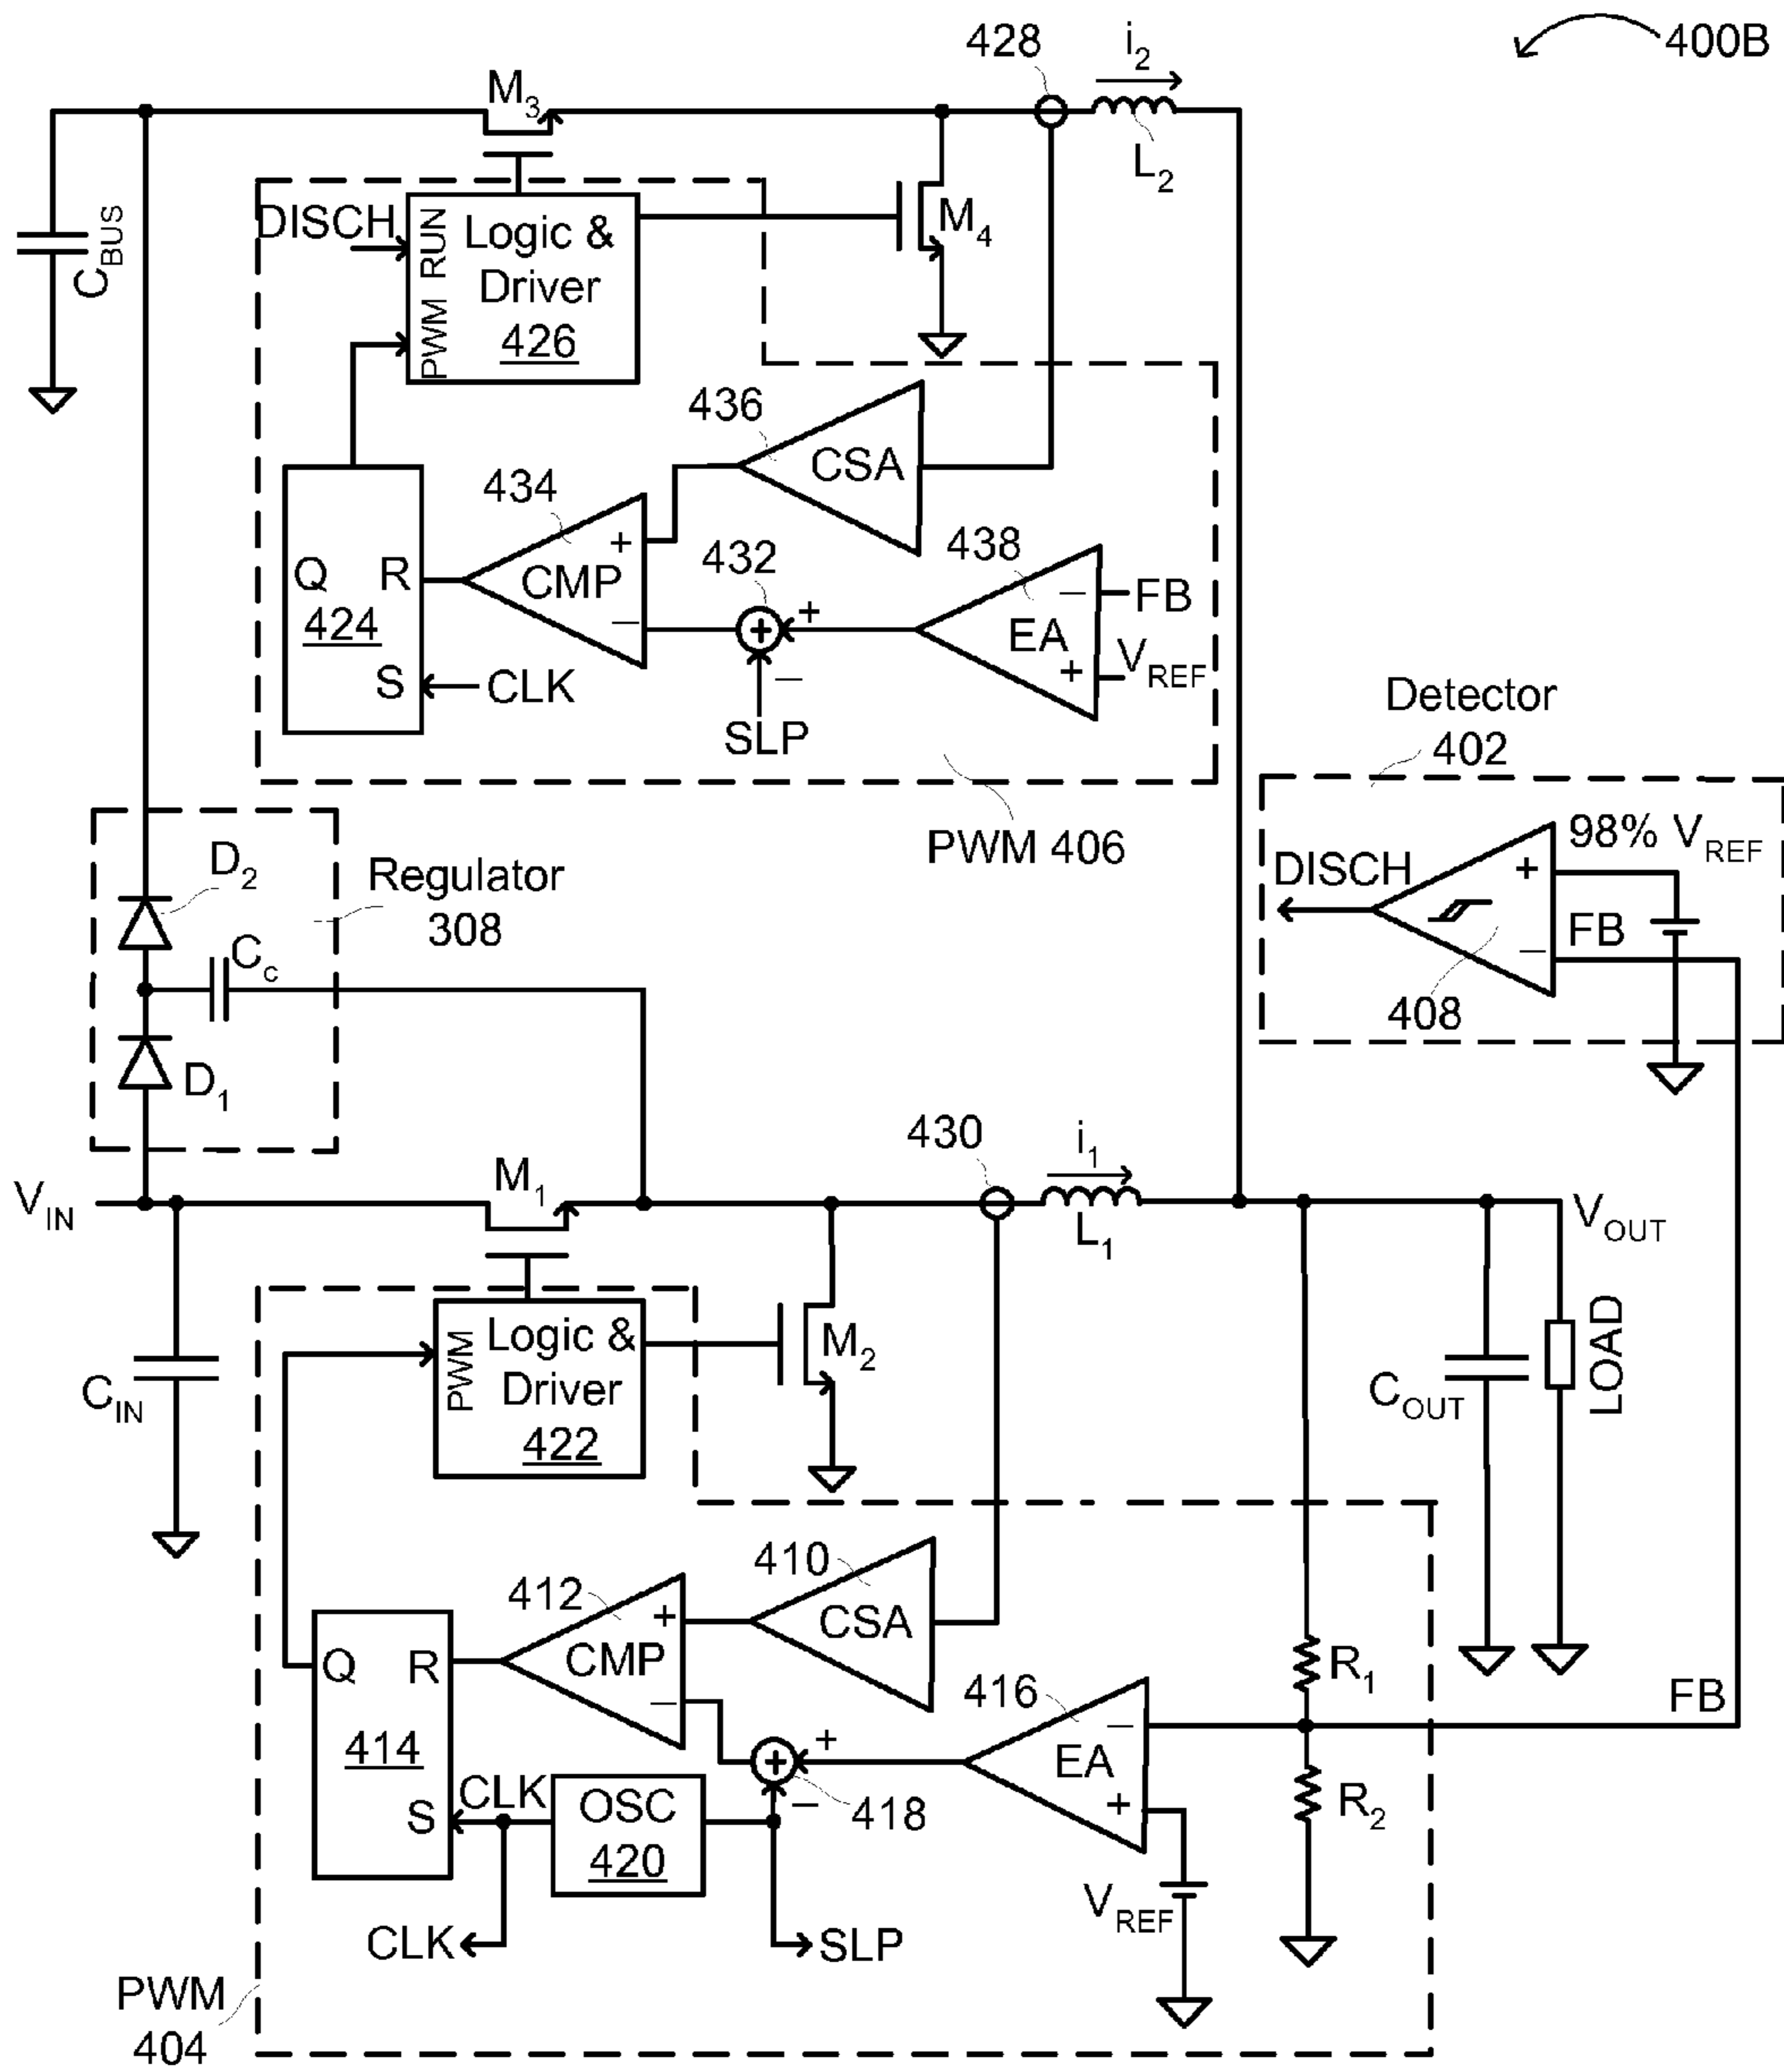 400B
428
i2
M3
L2
CBUS
DISCH
RUN
PWM
Logic &
Driver
426
M4
436
CSA
434
+
CMP
−
432
+
+
−
SLP
438
−
EA
+
FB
VREF
Q
R
424
S
CLK
PWM 406
Detector
402
98% VREF
DISCH
+
FB
−
408
D2
Regulator
308
Cc
D1
430
i1
VIN
M1
L1
VOUT
PWM
Logic &
Driver
422
M2
CIN
COUT
LOAD
410
CSA
412
+
CMP
−
Q
R
414
S
CLK
OSC
420
+
+
−
418
416
−
EA
+
R1
FB
R2
VREF
CLK
SLP
PWM
404